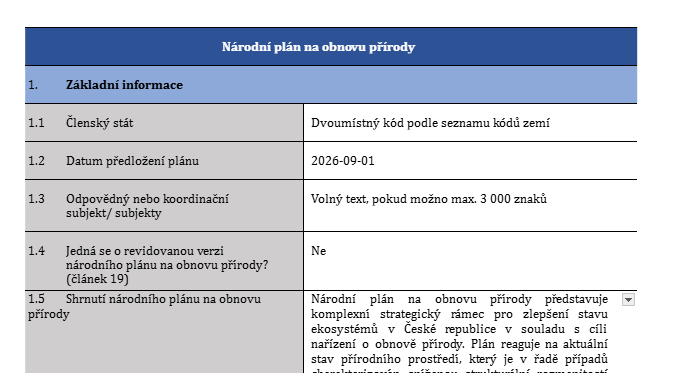 Národní plán na obnovu přírody
1. Základní informace
1.1 Členský stát
Dvoumístný kód podle seznamu kódů zemí
1.2 Datum předložení plánu
2026-09-01
1.3 Odpovědný nebo koordinační
subjekt/ subjekty
Volný text, pokud možno max. 3 000 znaků
1.4 Jedná se o revidovanou verzi
národního plánu na obnovu přírody?
(článek 19)
Ne
1.5 Shrnutí národního plánu na obnovu
přírody
Národní plán na obnovu přírody představuje
komplexní strategický rámec pro zlepšení stavu
ekosystémů v České republice v souladu s cíli
nařízení o obnově přírody. Plán reaguje na aktuální
stav přírodního prostředí, který je v řadě případů